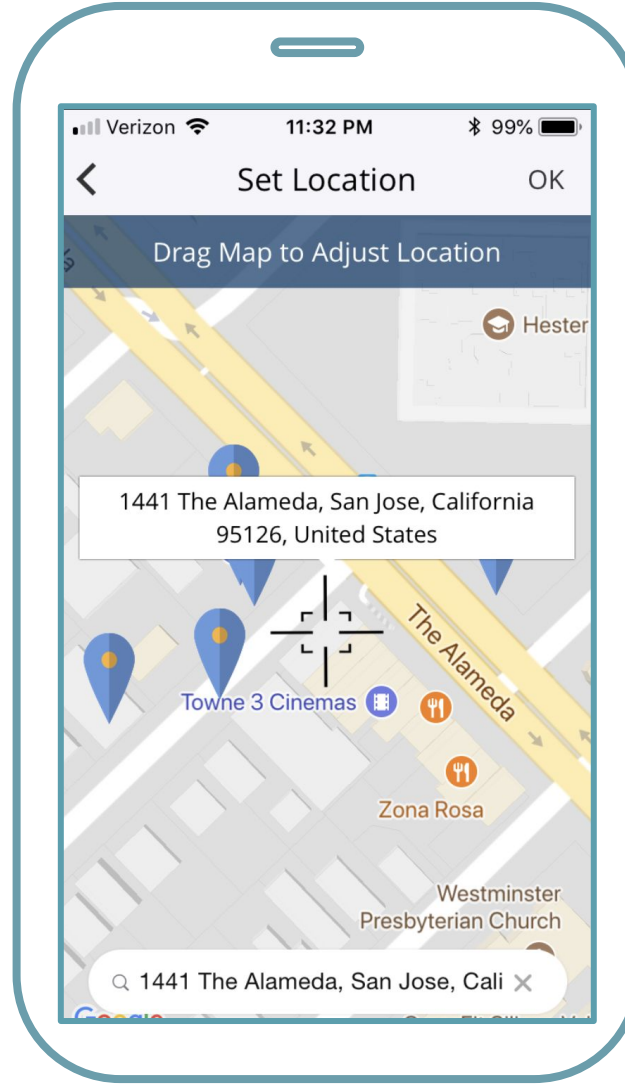 Verizon 11:32 PM 99%
Set Location OK
Drag Map to Adjust Location
Hester
1441 The Alameda, San Jose, California
95126, United States
The Alameda
Towne 3 Cinemas
Zona Rosa
Westminster
Presbyterian Church
1441 The Alameda, San Jose, Cali
Google